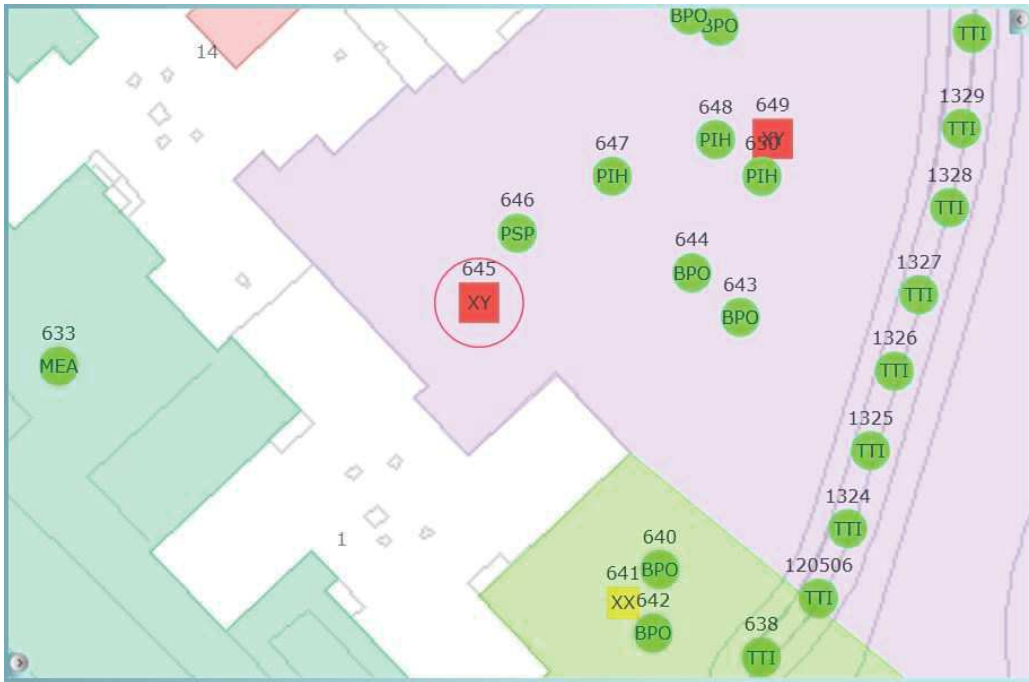 BPO
BPO
TTI
14
1329
TTI
648
649
PIH
XY
647
650
PIH
PIH
1328
TTI
646
PSP
644
BPO
645
XY
1327
TTI
643
BPO
633
MEA
1326
TTI
1325
TTI
1324
TTI
1
640
BPO
641
XX
642
BPO
120506
TTI
638
TTI